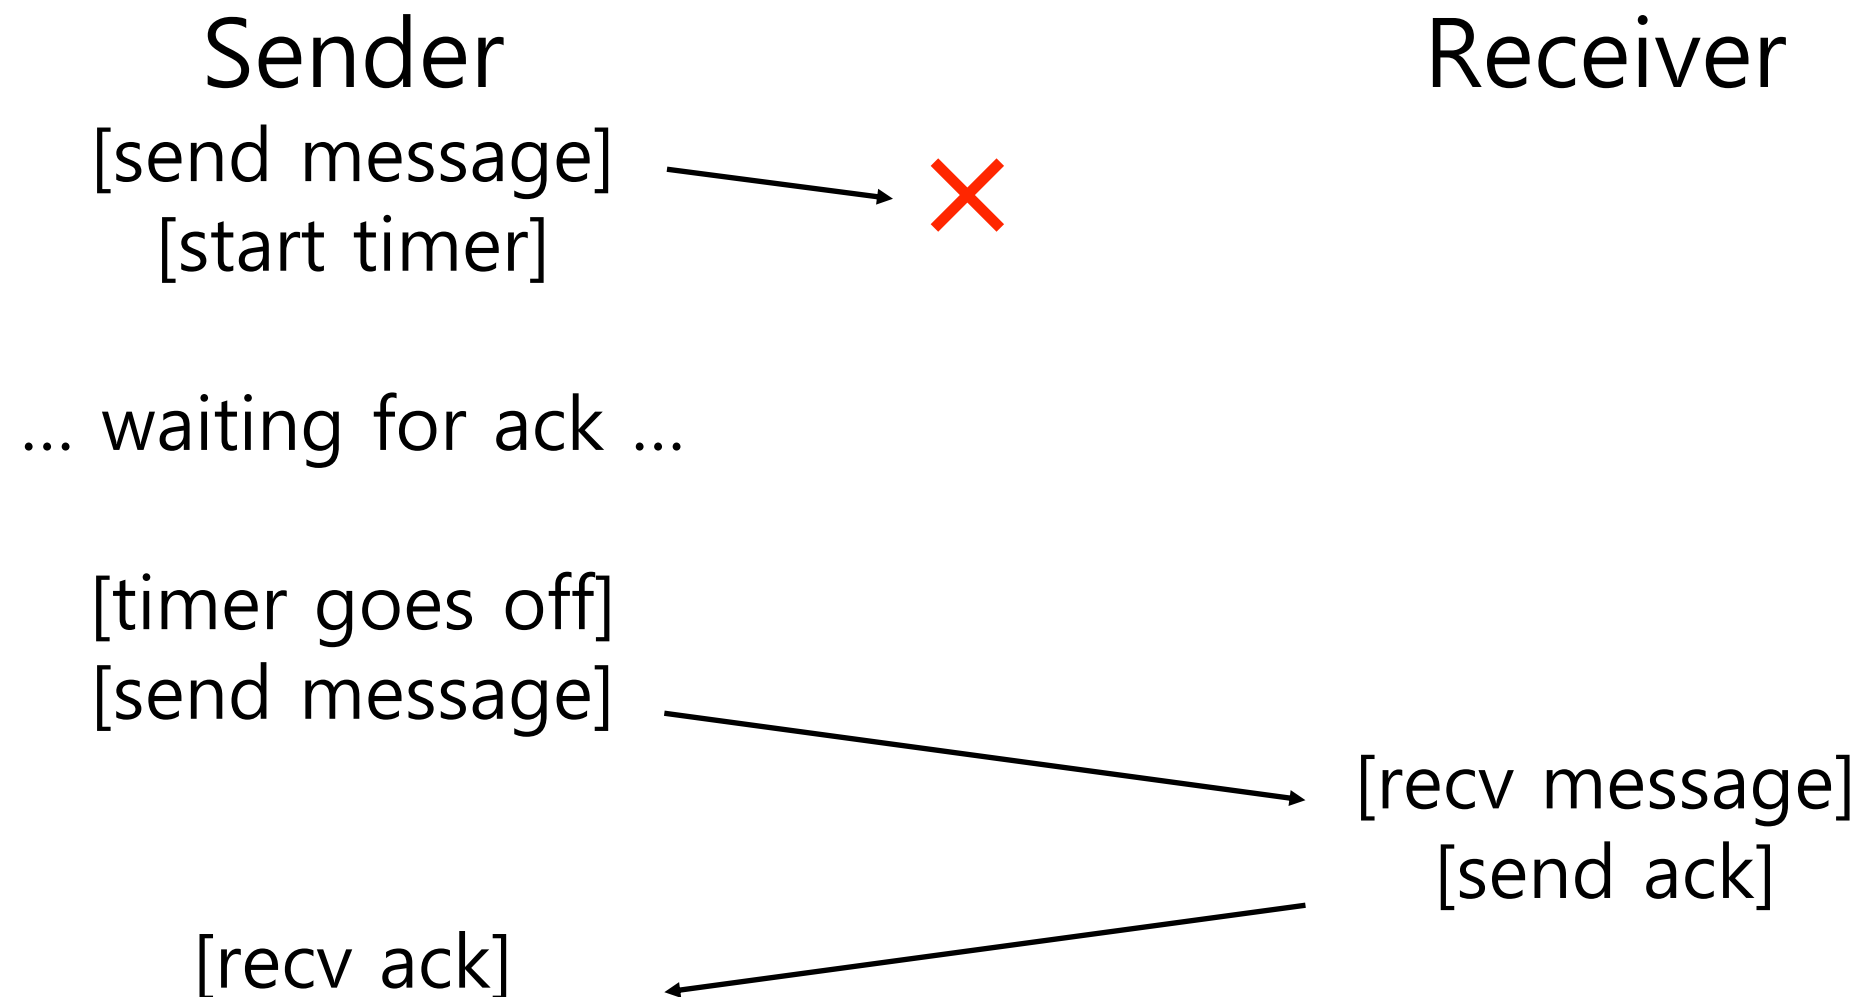 Sender
Receiver
[send message]
[start timer]
... waiting for ack ...
[timer goes off]
[send message]
[recv message]
[send ack]
[recv ack]